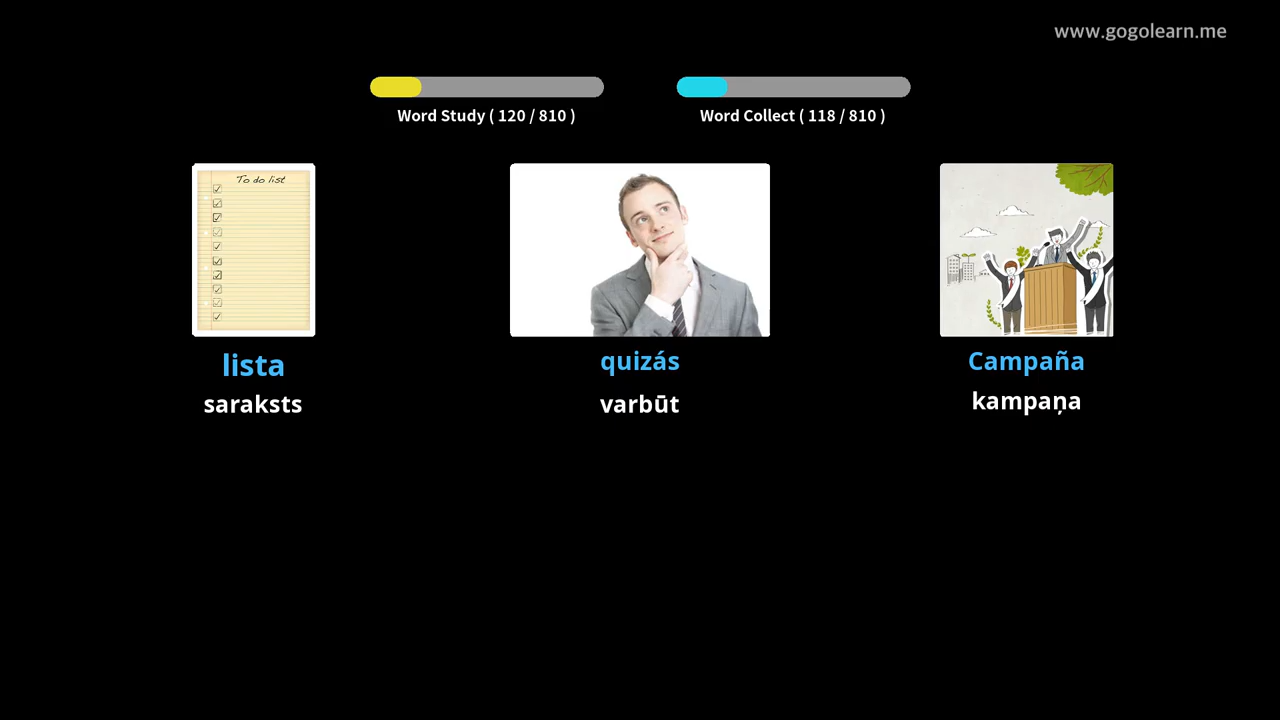 www.gogolearn.me
Word Study ( 120 / 810 )
Word Collect ( 118 / 810 )
To do list
lista
saraksts
quizás
varbūt
Campaña
kampaņa